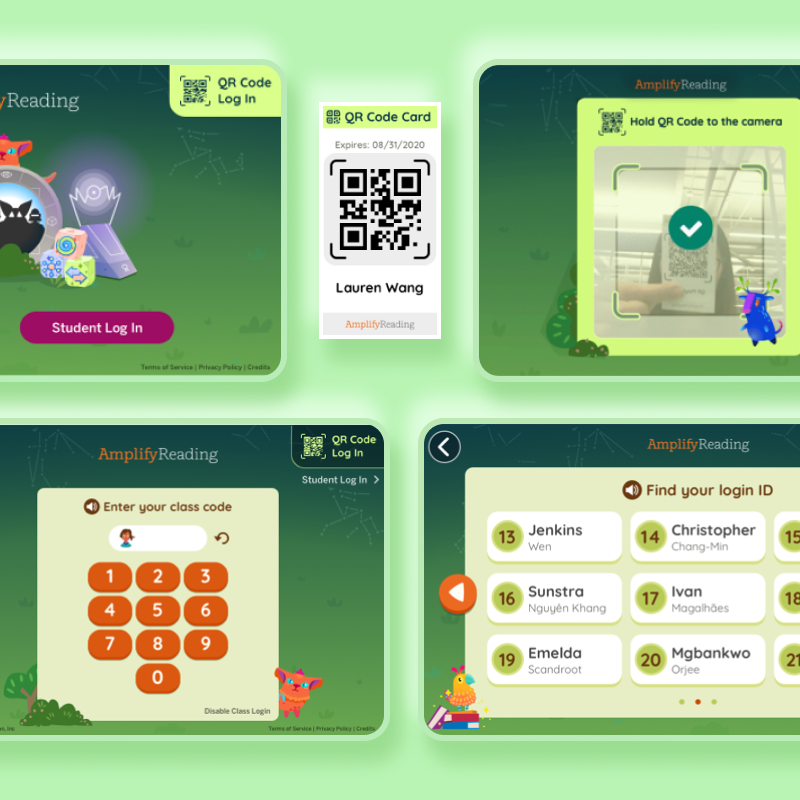 QR Code
Log In
yReading
Student Log In
Terms of Service | Privacy Policy | Credits
QR Code Card
Expires: 08/31/2020
Lauren Wang
AmplifyReading
AmplifyReading
Hold QR Code to the camera
AmplifyReading
QR Code
Log In
Student Log In >
Enter your class code
1 2 3
4 5 6
7 8 9
0
Disable Class Login
Terms of Service | Privacy Policy | Credits
AmplifyReading
Find your login ID
13 Jenkins
Wen
14 Christopher
Chang-Min
15
16 Sunstra
Nguyên Khang
17 Ivan
Magalhães
18
19 Emelda
Scandroot
20 Mgbankwo
Orjee
21